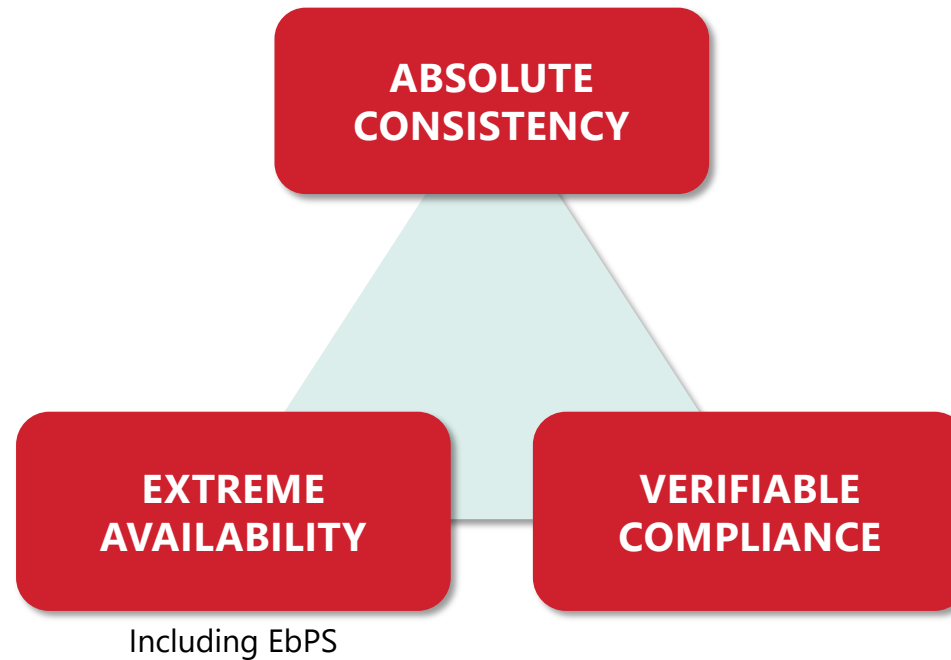 ABSOLUTE
CONSISTENCY
EXTREME
AVAILABILITY
VERIFIABLE
COMPLIANCE
Including EbPS